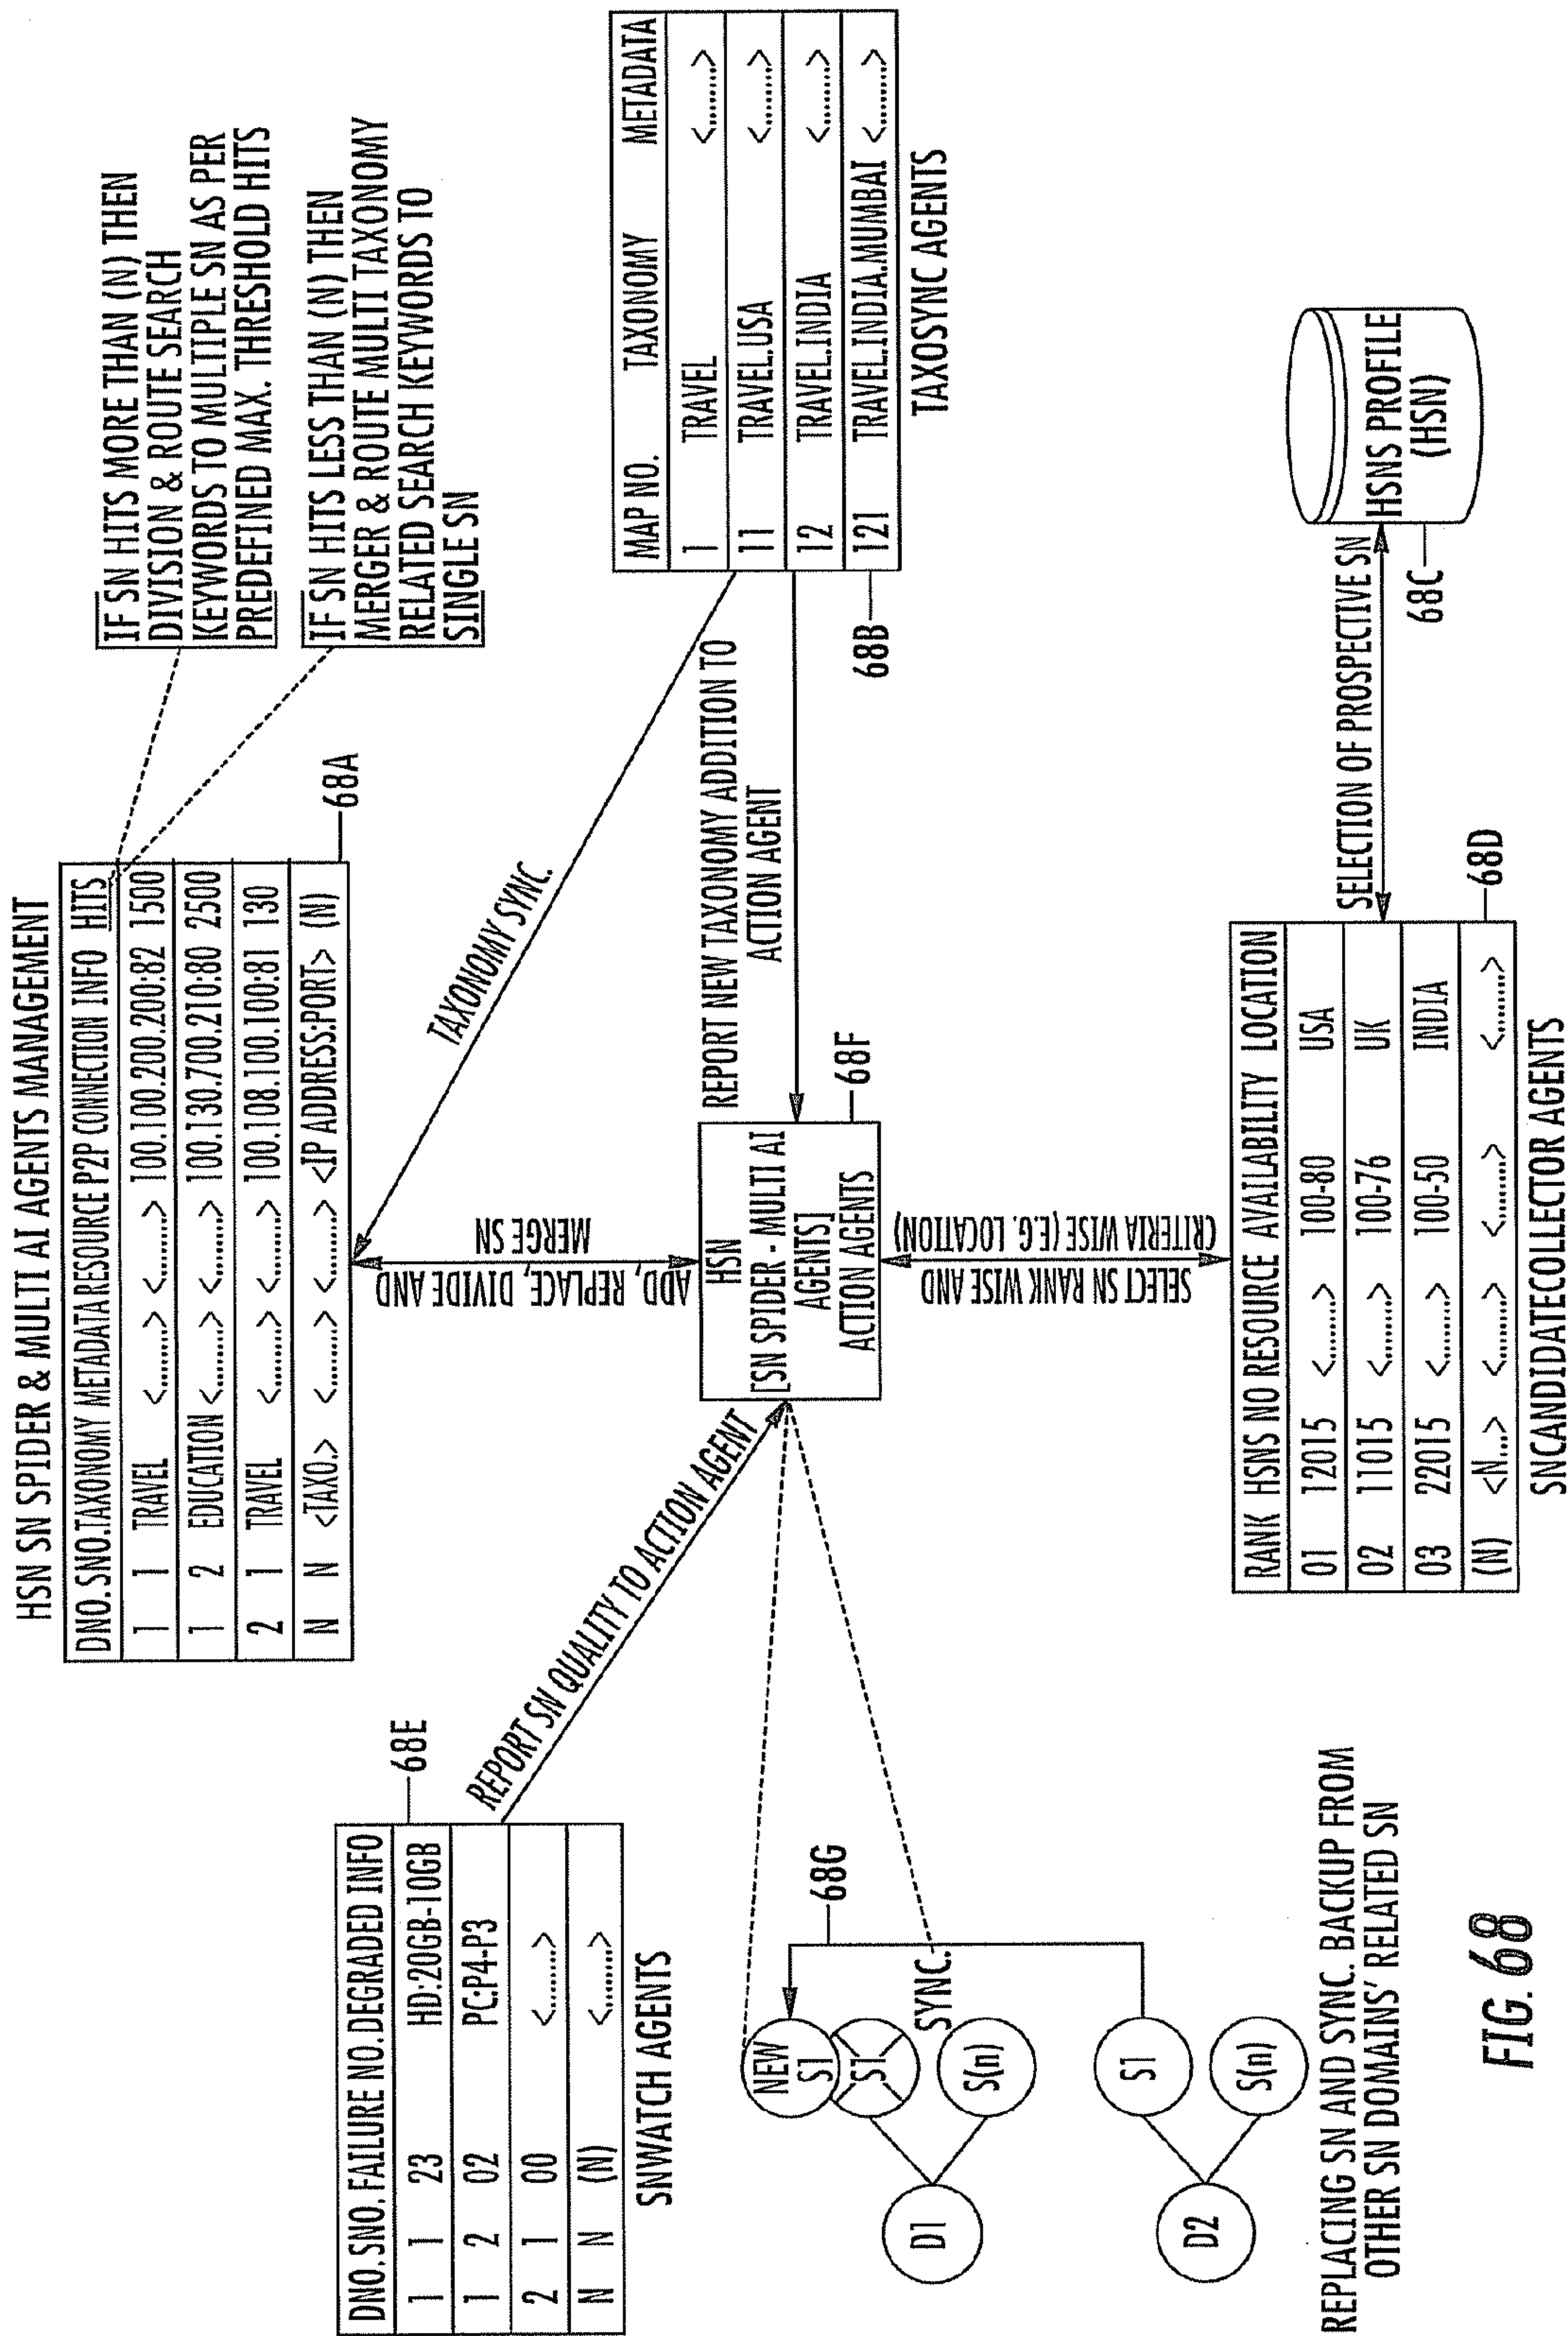 HSN SN SPIDER & MULTI AI AGENTS MANAGEMENT
DNO. SNO. TAXONOMY METADATA RESOURCE P2P CONNECTION INFO HITS
1 1 TRAVEL <........> <........> 100.100.200.200:82 1500
1 2 EDUCATION <........> <........> 100.130.700.210:80 2500
2 1 TRAVEL <........> <........> 100.108.100.100:81 130
N N <TAXO.> <........> <........> <IP ADDRESS:PORT> (N)
68A
IF SN HITS MORE THAN (N) THEN
DIVISION & ROUTE SEARCH
KEYWORDS TO MULTIPLE SN AS PER
PREDEFINED MAX. THRESHOLD HITS
IF SN HITS LESS THAN (N) THEN
MERGER & ROUTE MULTI TAXONOMY
RELATED SEARCH KEYWORDS TO
SINGLE SN
DNO. SNO. FAILURE NO. DEGRADED INFO
1 1 23 HD:20GB-10GB
1 2 02 PC:P4-P3
2 1 00 <........>
N N (N) <........>
68E
SNWATCH AGENTS
REPORT SN QUALITY TO ACTION AGENT
ADD, REPLACE, DIVIDE AND
MERGE SN
TAXONOMY SYNC.
MAP NO. TAXONOMY METADATA
1 TRAVEL <........>
11 TRAVEL.USA <........>
12 TRAVEL.INDIA <........>
121 TRAVEL.INDIA.MUMBAI <........>
68B
TAXOSYNC AGENTS
REPORT NEW TAXONOMY ADDITION TO
ACTION AGENT
HSN
[SN SPIDER - MULTI AI
AGENTS]
ACTION AGENTS
68F
SELECT SN RANK WISE AND
CRITERIA WISE (E.G. LOCATION)
NEW
S1
S1
SYNC.
S(n)
D1
68G
S1
S(n)
D2
REPLACING SN AND SYNC. BACKUP FROM
OTHER SN DOMAINS' RELATED SN
RANK HSNS NO RESOURCE AVAILABILITY LOCATION
01 12015 <........> 100-80 USA
02 11015 <........> 100-76 UK
03 22015 <........> 100-50 INDIA
(N) <N...> <........> <........> <........>
68D
SNCANDIDATECOLLECTOR AGENTS
SELECTION OF PROSPECTIVE SN
HSNS PROFILE
(HSN)
68C
FIG. 68